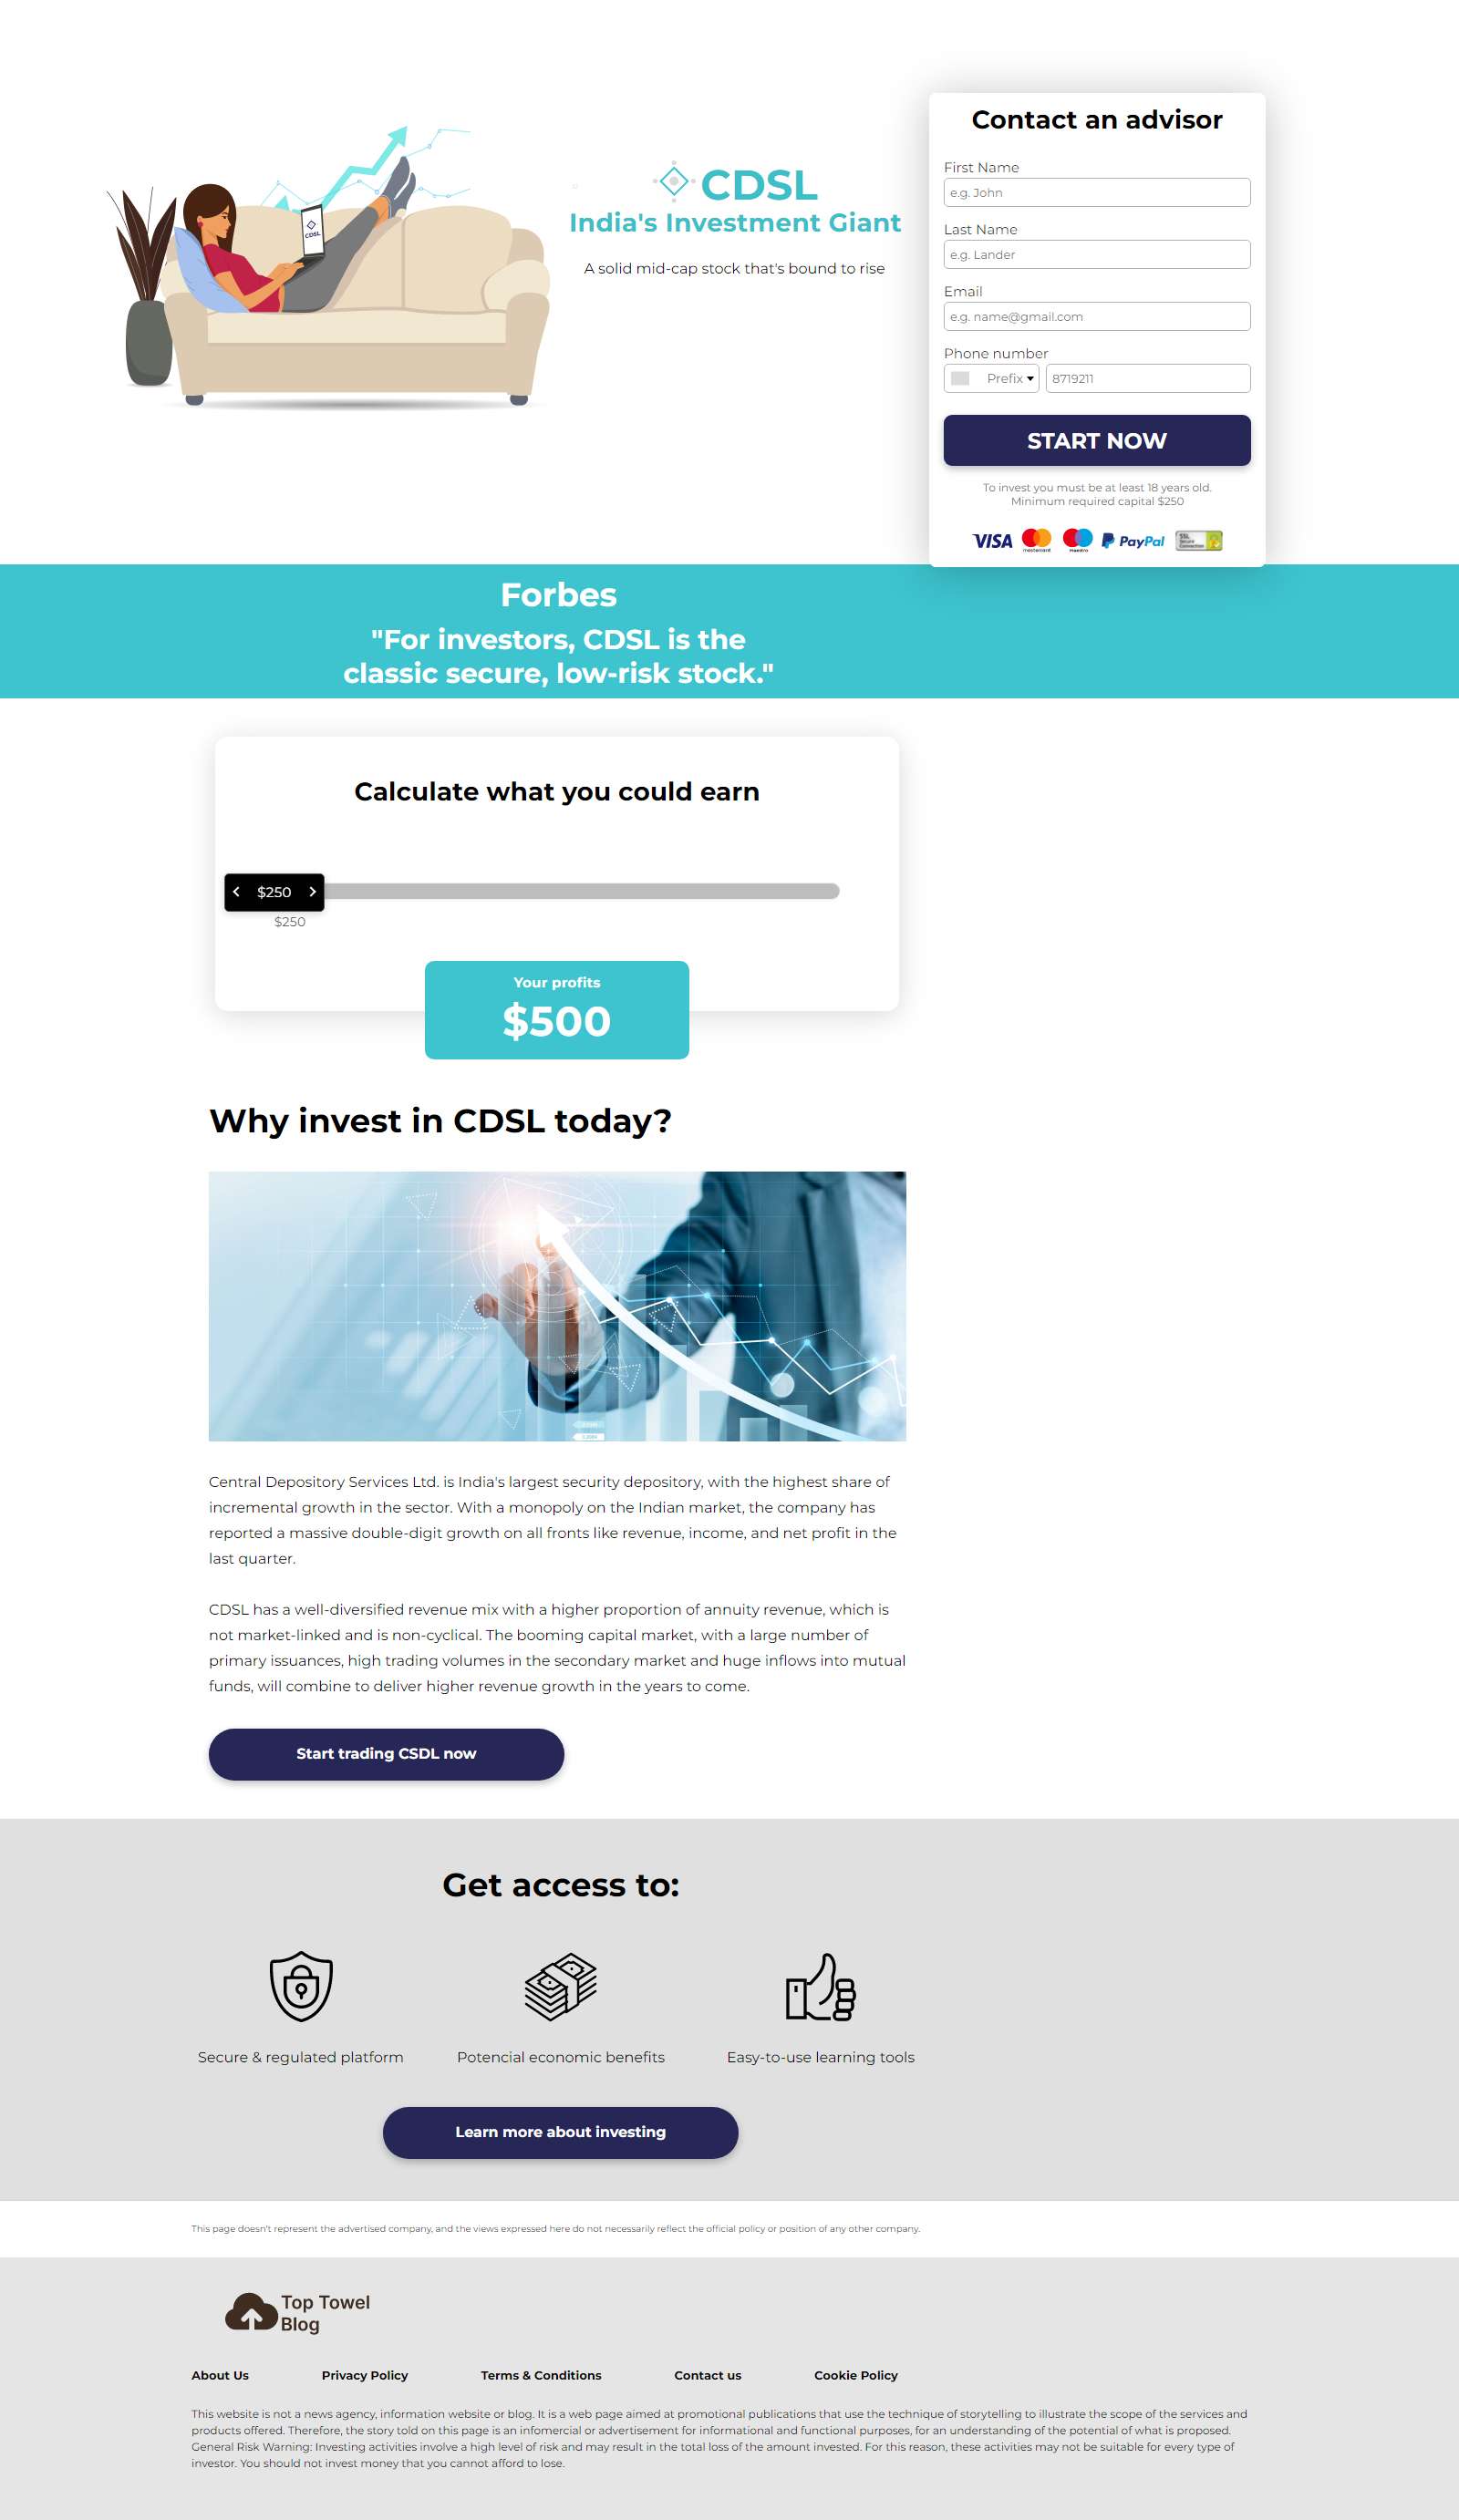 CDSL
CDSL
India's Investment Giant
A solid mid-cap stock that's bound to rise
Contact an advisor
First Name
e.g. John
Last Name
e.g. Lander
Email
e.g. name@gmail.com
Phone number
Prefix
8719211
START NOW
To invest you must be at least 18 years old.
Minimum required capital $250
VISA
mastercard
maestro
PayPal
SSL
Secure
Connection
Forbes
"For investors, CDSL is the
classic secure, low-risk stock."
Calculate what you could earn
$250
$250
Your profits
$500
Why invest in CDSL today?
Central Depository Services Ltd. is India's largest security depository, with the highest share of
incremental growth in the sector. With a monopoly on the Indian market, the company has
reported a massive double-digit growth on all fronts like revenue, income, and net profit in the
last quarter.
CDSL has a well-diversified revenue mix with a higher proportion of annuity revenue, which is
not market-linked and is non-cyclical. The booming capital market, with a large number of
primary issuances, high trading volumes in the secondary market and huge inflows into mutual
funds, will combine to deliver higher revenue growth in the years to come.
Start trading CSDL now
Get access to:
Secure & regulated platform
Potencial economic benefits
Easy-to-use learning tools
Learn more about investing
This page doesn't represent the advertised company, and the views expressed here do not necessarily reflect the official policy or position of any other company.
Top Towel
Blog
About Us
Privacy Policy
Terms & Conditions
Contact us
Cookie Policy
This website is not a news agency, information website or blog. It is a web page aimed at promotional publications that use the technique of storytelling to illustrate the scope of the services and
products offered. Therefore, the story told on this page is an infomercial or advertisement for informational and functional purposes, for an understanding of the potential of what is proposed.
General Risk Warning: Investing activities involve a high level of risk and may result in the total loss of the amount invested. For this reason, these activities may not be suitable for every type of
investor. You should not invest money that you cannot afford to lose.